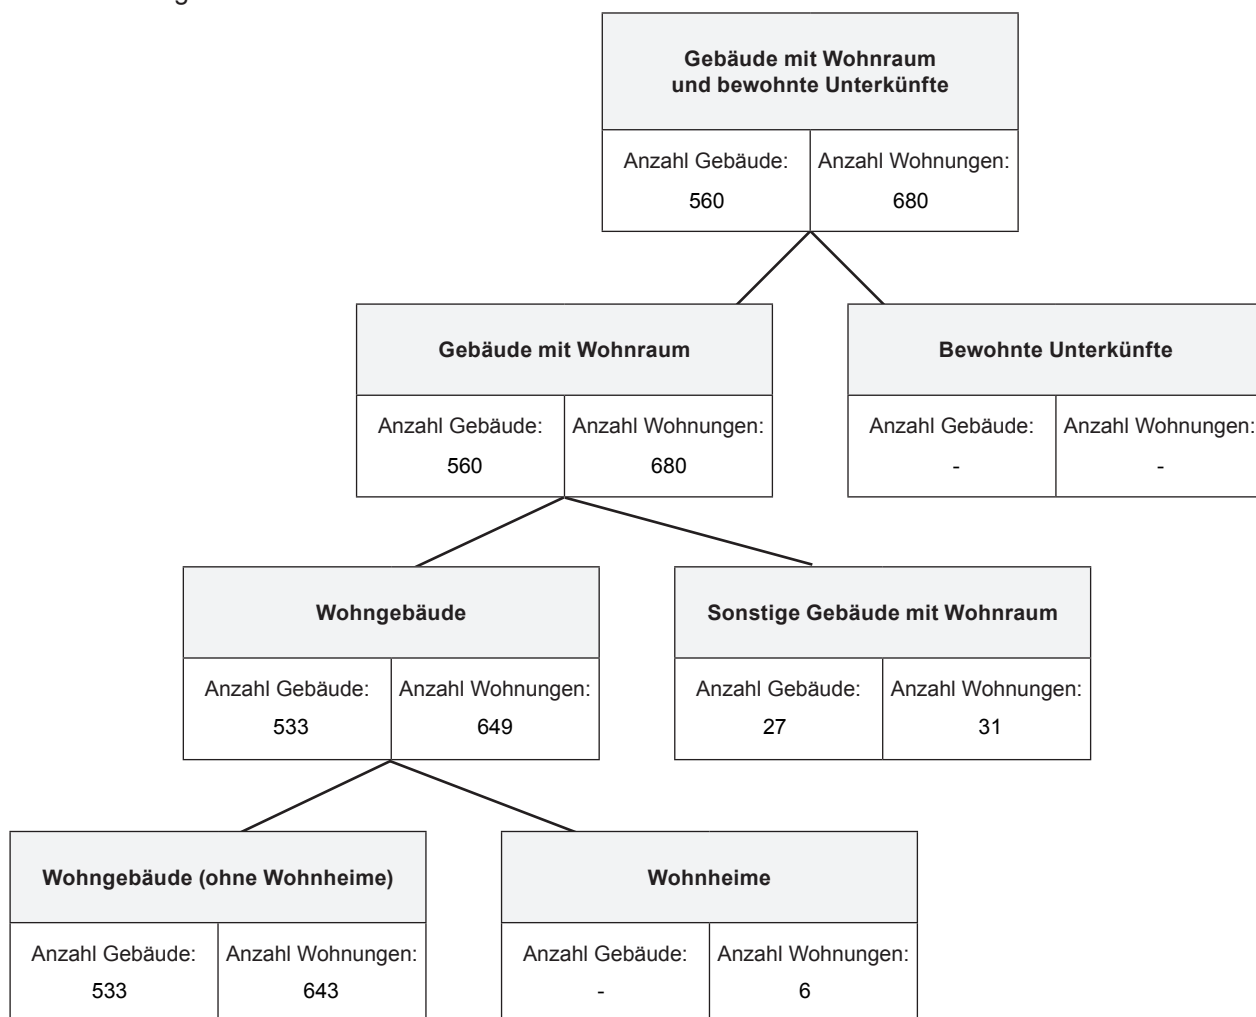 Gebäude mit Wohnraum
und bewohnte Unterkünfte
Anzahl Gebäude:
Anzahl Wohnungen:
560
680
Gebäude mit Wohnraum
Anzahl Gebäude:
Anzahl Wohnungen:
560
680
Bewohnte Unterkünfte
Anzahl Gebäude:
Anzahl Wohnungen:
-
-
Wohngebäude
Anzahl Gebäude:
Anzahl Wohnungen:
533
649
Sonstige Gebäude mit Wohnraum
Anzahl Gebäude:
Anzahl Wohnungen:
27
31
Wohngebäude (ohne Wohnheime)
Anzahl Gebäude:
Anzahl Wohnungen:
533
643
Wohnheime
Anzahl Gebäude:
Anzahl Wohnungen:
-
6